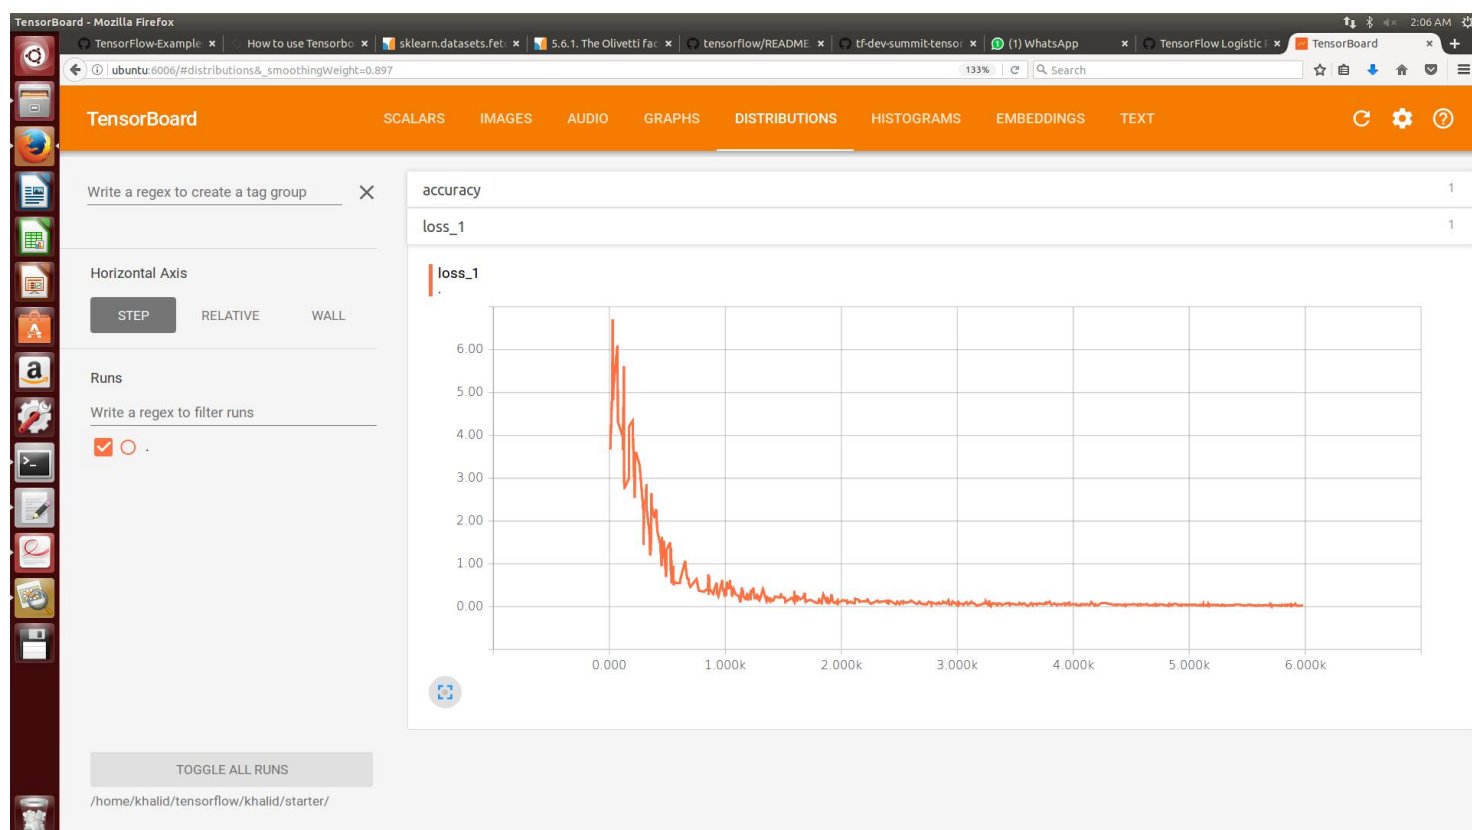 TensorBoard - Mozilla Firefox
2:06 AM
TensorFlow-Example
How to use Tensorbo
sklearn.datasets.fet
5.6.1. The Olivetti fac
tensorflow/README.
tf-dev-summit-tensor
(1) WhatsApp
TensorFlow Logistic R
TensorBoard
ubuntu:6006/#distributions&_smoothingWeight=0.897
133%
Search
TensorBoard
SCALARS
IMAGES
AUDIO
GRAPHS
DISTRIBUTIONS
HISTOGRAMS
EMBEDDINGS
TEXT
Write a regex to create a tag group
accuracy
1
loss_1
1
Horizontal Axis
STEP
RELATIVE
WALL
Runs
Write a regex to filter runs
.
loss_1
.
6.00
5.00
4.00
3.00
2.00
1.00
0.00
0.000
1.000k
2.000k
3.000k
4.000k
5.000k
6.000k
TOGGLE ALL RUNS
/home/khalid/tensorflow/khalid/starter/